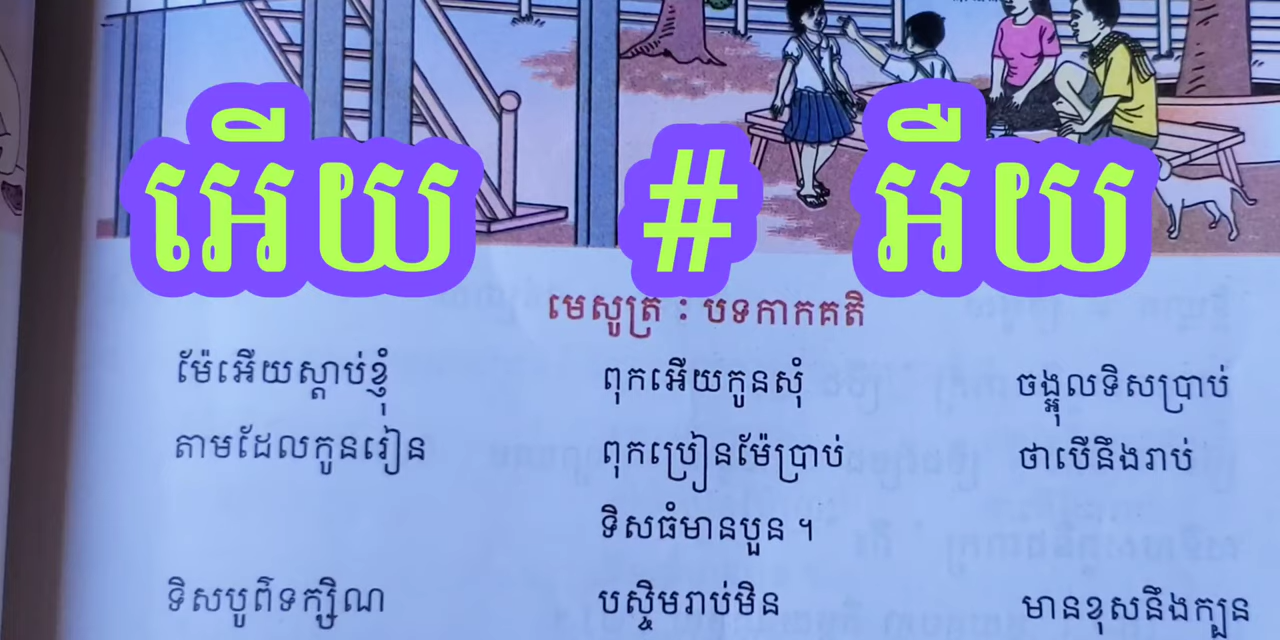 អើយ # អឺយ
មេសូត្រ ៖ បទកាកគតិ
ម៉ែអើយស្ដាប់ខ្ញុំ ពុកអើយកូនសុំ ចង្អុលទិសប្រាប់
តាមដែលកូនរៀន ពុកប្រៀនម៉ែប្រាប់ ថាបើនឹងរាប់
ទិសធំមានបួន ។
ទិសបូព៌ទក្សិណ បស្ចិមរាប់មិន មានខុសនឹងក្បួន